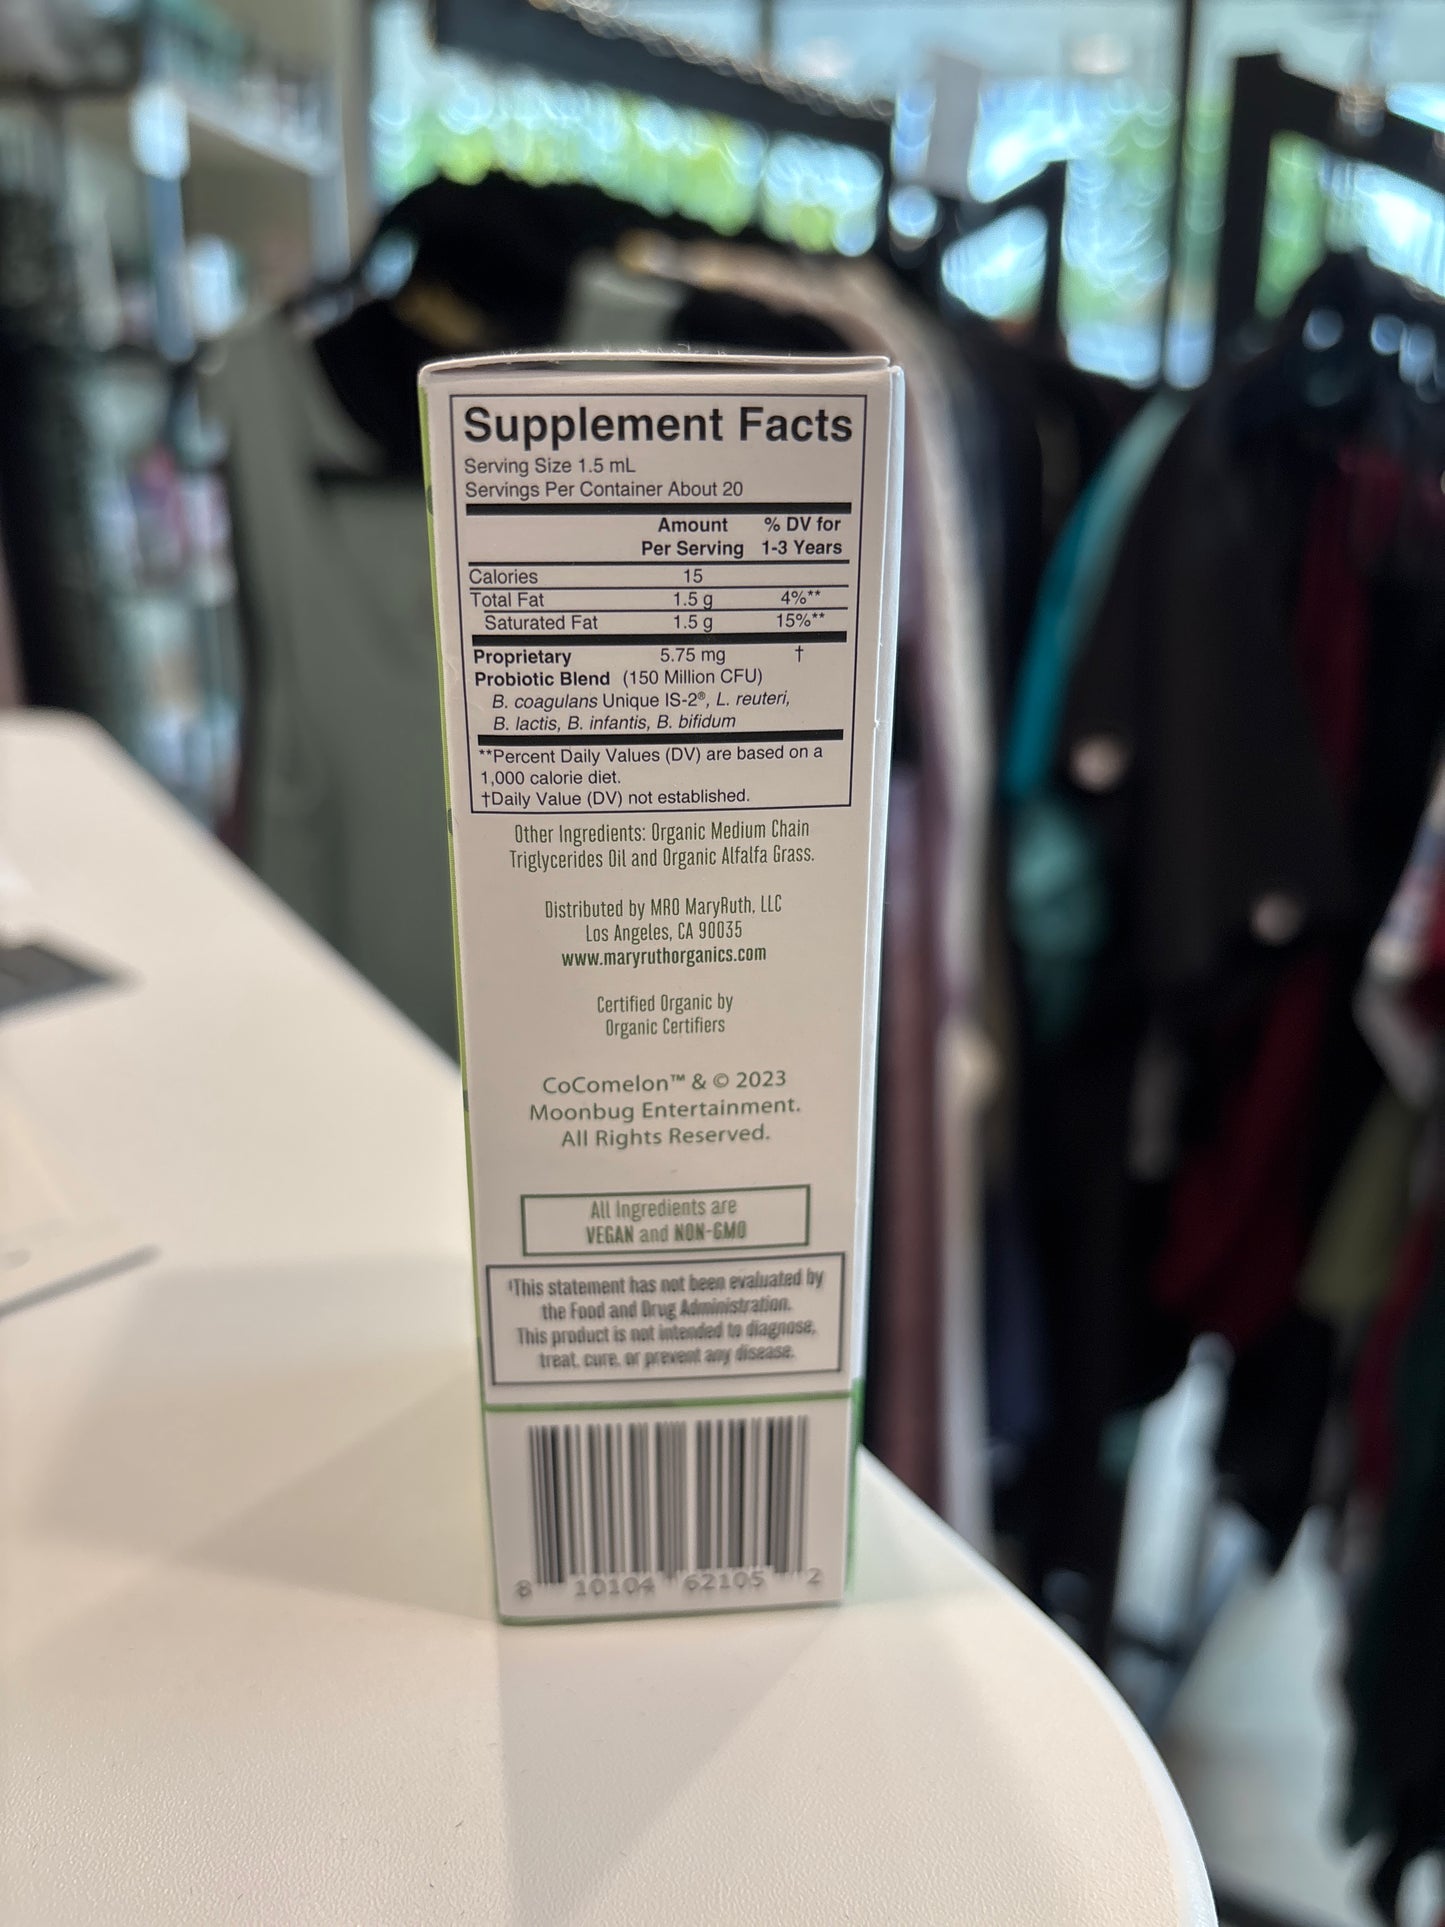 Supplement Facts
Serving Size 1.5 mL
Servings Per Container About 20
Amount % DV for
Per Serving 1-3 Years
Calories 15
Total Fat 1.5 g 4%**
Saturated Fat 1.5 g 15%**
Proprietary 5.75 mg †
Probiotic Blend (150 Million CFU)
B. coagulans Unique IS-2®, L. reuteri,
B. lactis, B. infantis, B. bifidum
**Percent Daily Values (DV) are based on a
1,000 calorie diet.
†Daily Value (DV) not established.
Other Ingredients: Organic Medium Chain
Triglycerides Oil and Organic Alfalfa Grass.
Distributed by MRO MaryRuth, LLC
Los Angeles, CA 90035
www.maryruthorganics.com
Certified Organic by
Organic Certifiers
CoComelon™ & © 2023
Moonbug Entertainment.
All Rights Reserved.
All Ingredients are
VEGAN and NON-GMO
‡This statement has not been evaluated by
the Food and Drug Administration.
This product is not intended to diagnose,
treat, cure, or prevent any disease.
8 10104 62105 2